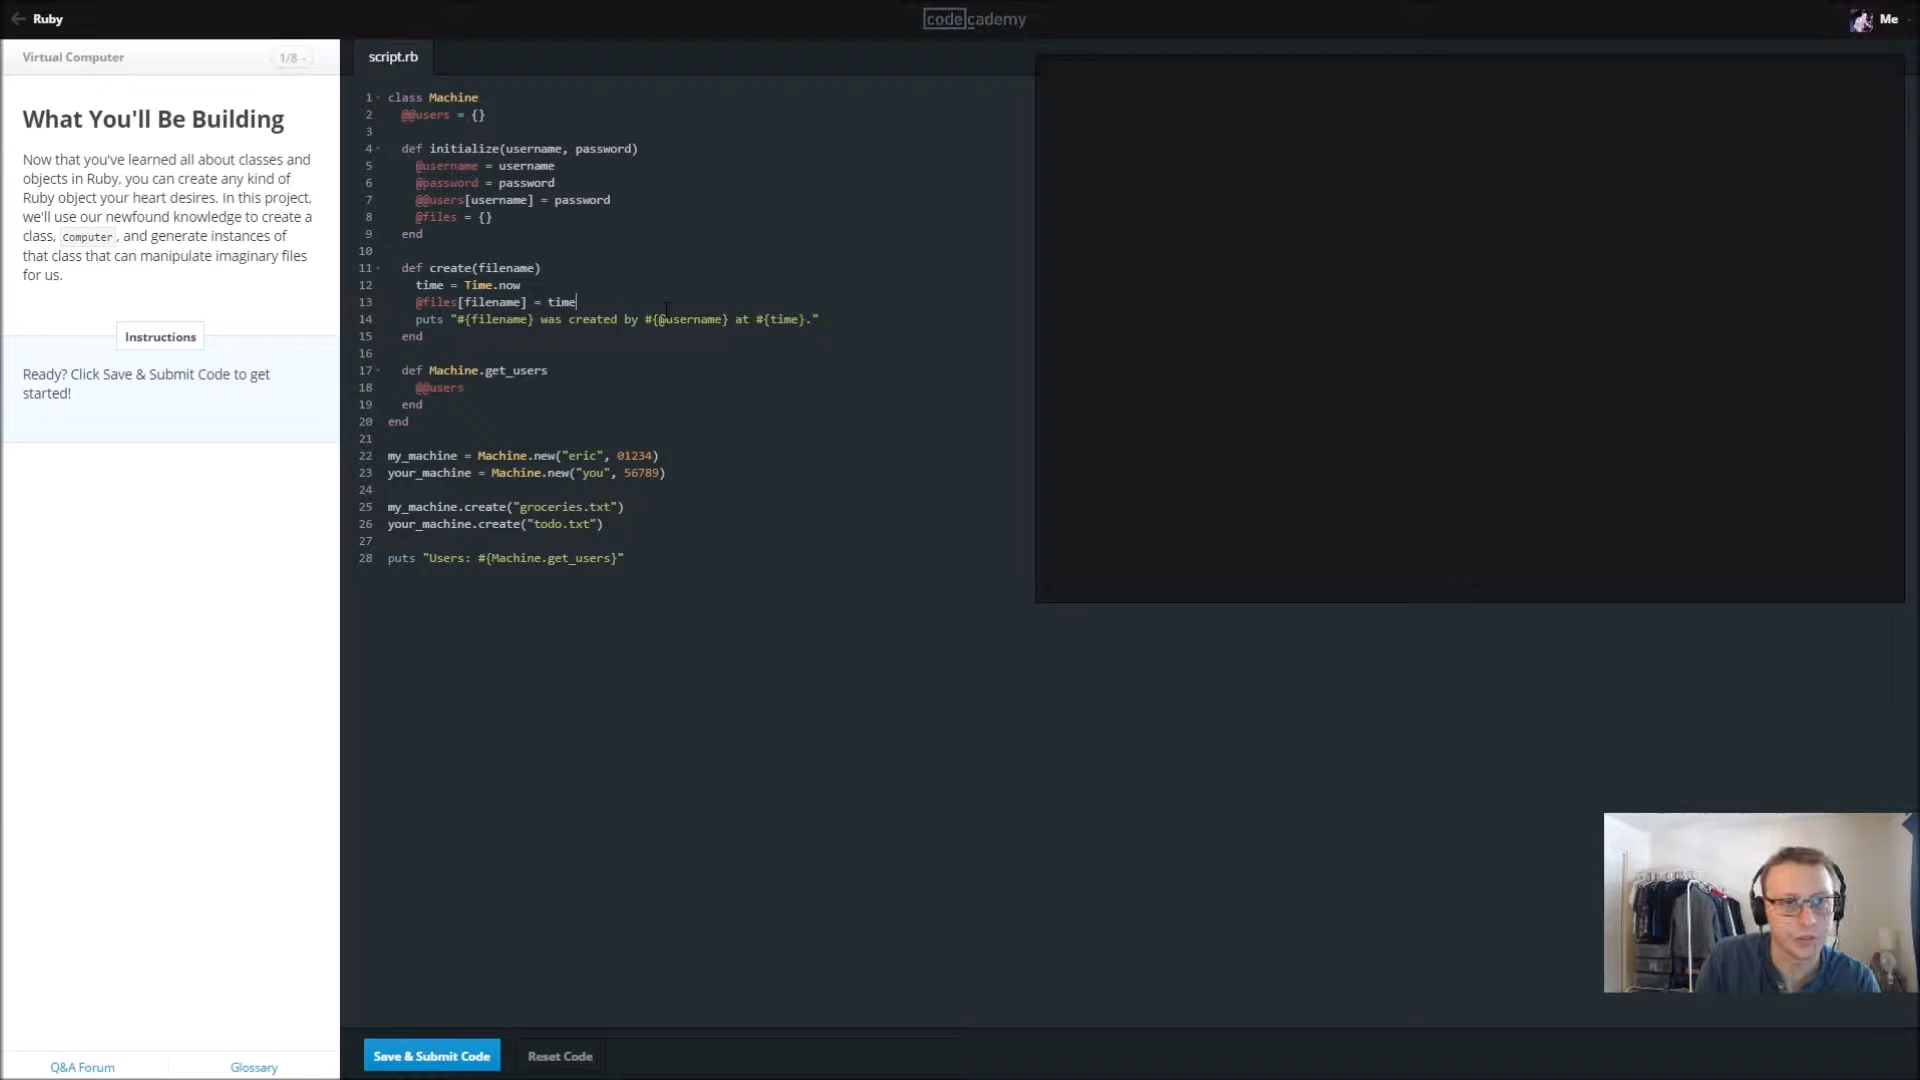 Ruby
codecademy
Me
Virtual Computer
1/8
script.rb
What You'll Be Building
Now that you've learned all about classes and
objects in Ruby, you can create any kind of
Ruby object your heart desires. In this project,
we'll use our newfound knowledge to create a
class, Computer, and generate instances of
that class that can manipulate imaginary files
for us.
Instructions
Ready? Click Save & Submit Code to get
started!
Q&A Forum
Glossary
1 class Machine
2 @@users = {}
3
4 def initialize(username, password)
5 @username = username
6 @password = password
7 @@users[username] = password
8 @files = {}
9 end
10
11 def create(filename)
12 time = Time.now
13 @files[filename] = time
14 puts "#{filename} was created by #{@username} at #{time}."
15 end
16
17 def Machine.get_users
18 @@users
19 end
20 end
21
22 my_machine = Machine.new("eric", 01234)
23 your_machine = Machine.new("you", 56789)
24
25 my_machine.create("groceries.txt")
26 your_machine.create("todo.txt")
27
28 puts "Users: #{Machine.get_users}"
Save & Submit Code
Reset Code